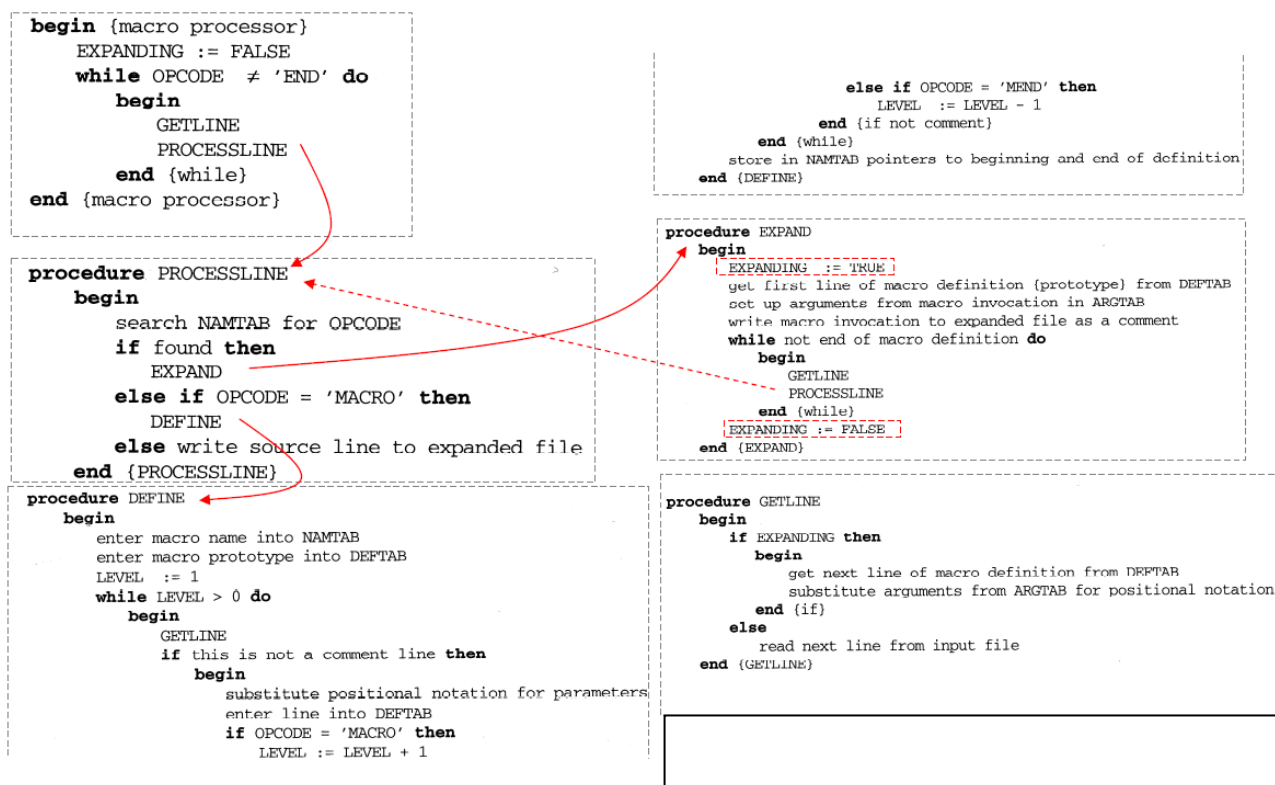 begin {macro processor}
EXPANDING := FALSE
while OPCODE ≠ 'END' do
begin
GETLINE
PROCESSLINE
end {while}
end {macro processor}
procedure PROCESSLINE
begin
search NAMTAB for OPCODE
if found then
EXPAND
else if OPCODE = 'MACRO' then
DEFINE
else write source line to expanded file
end {PROCESSLINE}
procedure DEFINE
begin
enter macro name into NAMTAB
enter macro prototype into DEFTAB
LEVEL := 1
while LEVEL > 0 do
begin
GETLINE
if this is not a comment line then
begin
substitute positional notation for parameters
enter line into DEFTAB
if OPCODE = 'MACRO' then
LEVEL := LEVEL + 1
else if OPCODE = 'MEND' then
LEVEL := LEVEL - 1
end {if not comment}
end {while}
store in NAMTAB pointers to beginning and end of definition
end {DEFINE}
procedure EXPAND
begin
EXPANDING := TRUE
get first line of macro definition {prototype} from DEFTAB
set up arguments from macro invocation in ARGTAB
write macro invocation to expanded file as a comment
while not end of macro definition do
begin
GETLINE
PROCESSLINE
end {while}
EXPANDING := FALSE
end {EXPAND}
procedure GETLINE
begin
if EXPANDING then
begin
get next line of macro definition from DEFTAB
substitute arguments from ARGTAB for positional notation
end {if}
else
read next line from input file
end {GETLINE}